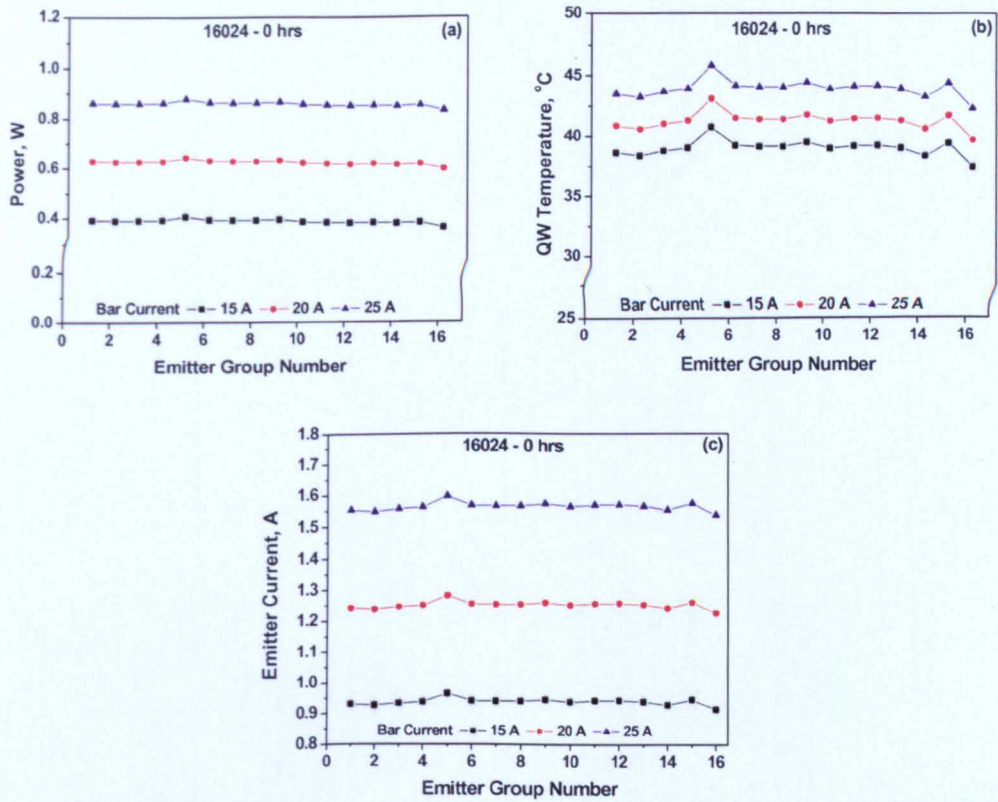 16024 - 0 hrs
(a)
1.2
1.0
0.8
0.6
0.4
0.2
0.0
Power, W
Bar Current 15 A 20 A 25 A
0 2 4 6 8 10 12 14 16
Emitter Group Number
16024 - 0 hrs
(b)
50
45
40
35
30
25
QW Temperature, °C
Bar Current 15 A 20 A 25 A
0 2 4 6 8 10 12 14 16
Emitter Group Number
16024 - 0 hrs
(c)
1.8
1.7
1.6
1.5
1.4
1.3
1.2
1.1
1.0
0.9
0.8
Emitter Current, A
Bar Current 15 A 20 A 25 A
0 2 4 6 8 10 12 14 16
Emitter Group Number